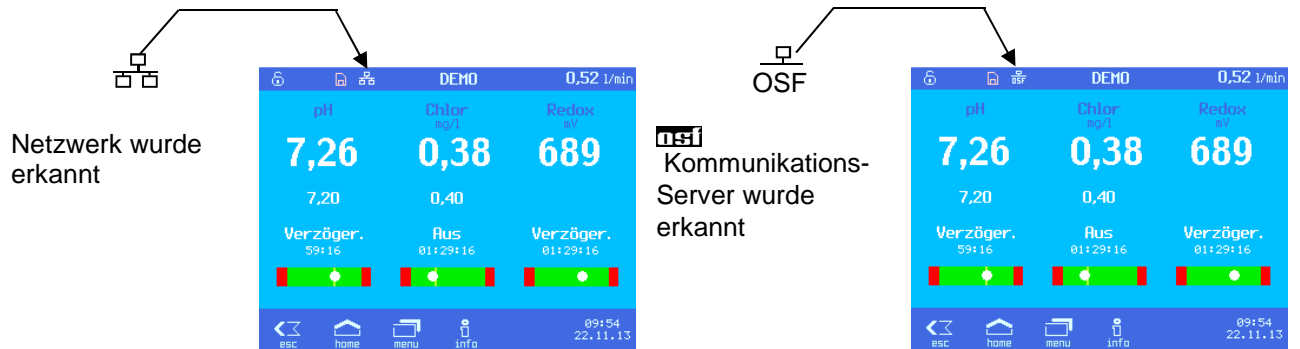 Netzwerk wurde
erkannt
DEMO 0,52 l/min
pH Chlor Redox
mg/l mV
7,26 0,38 689
7,20 0,40
Verzöger. Aus Verzöger.
59:16 01:29:16 01:29:16
esc home menu info
09:54
22.11.13
OSF
osf
Kommunikations-
Server wurde
erkannt
OSF DEMO 0,52 l/min
pH Chlor Redox
mg/l mV
7,26 0,38 689
7,20 0,40
Verzöger. Aus Verzöger.
59:16 01:29:16 01:29:16
esc home menu info
09:54
22.11.13